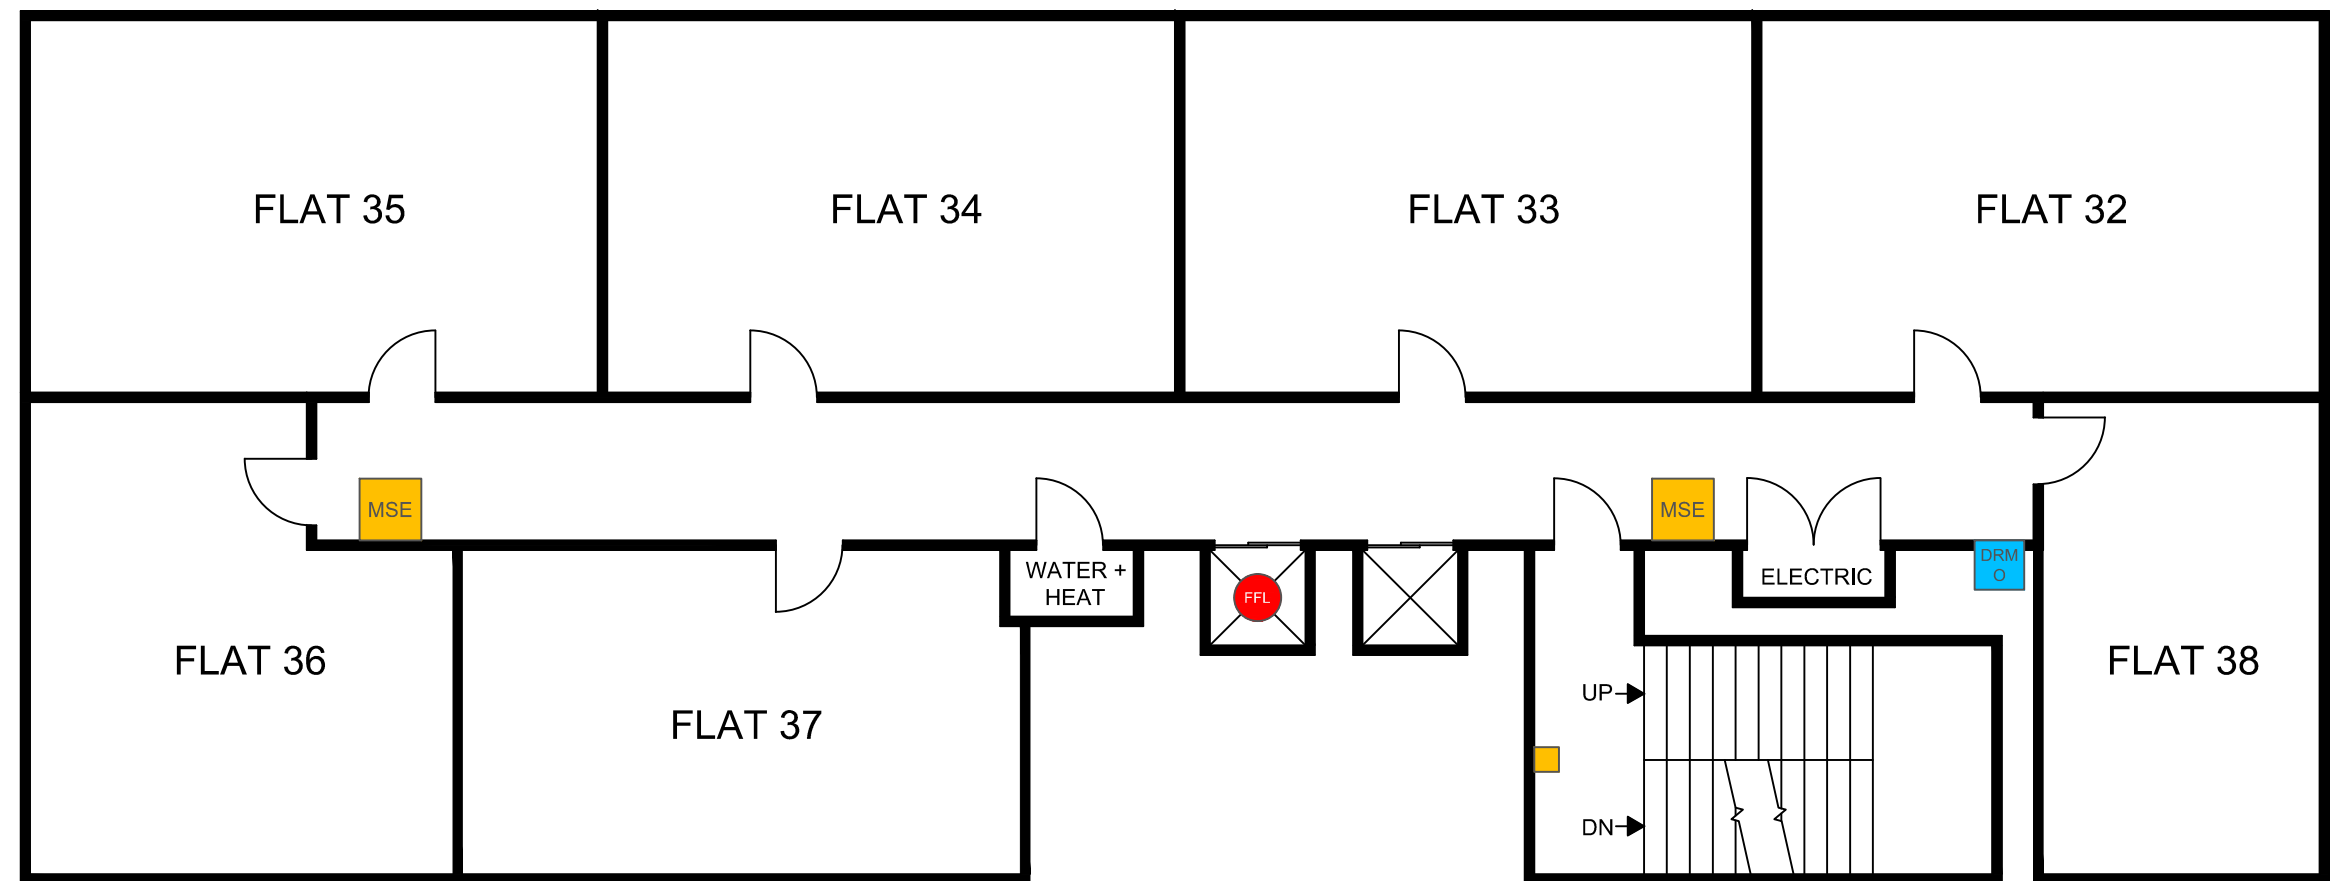 FLAT 35
FLAT 34
FLAT 33
FLAT 32
MSE
MSE
WATER +
HEAT
FFL
ELECTRIC
DRM
O
FLAT 36
FLAT 37
UP
DN
FLAT 38